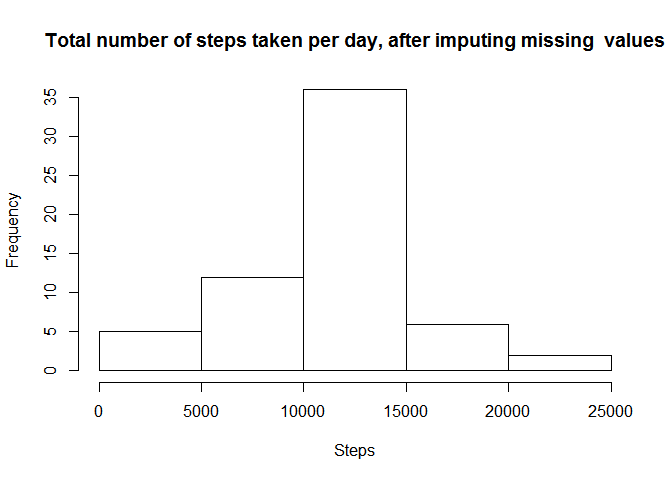 Total number of steps taken per day, after imputing missing  values
35
30
25
20
15
10
5
0
Frequency
0 5000 10000 15000 20000 25000
Steps